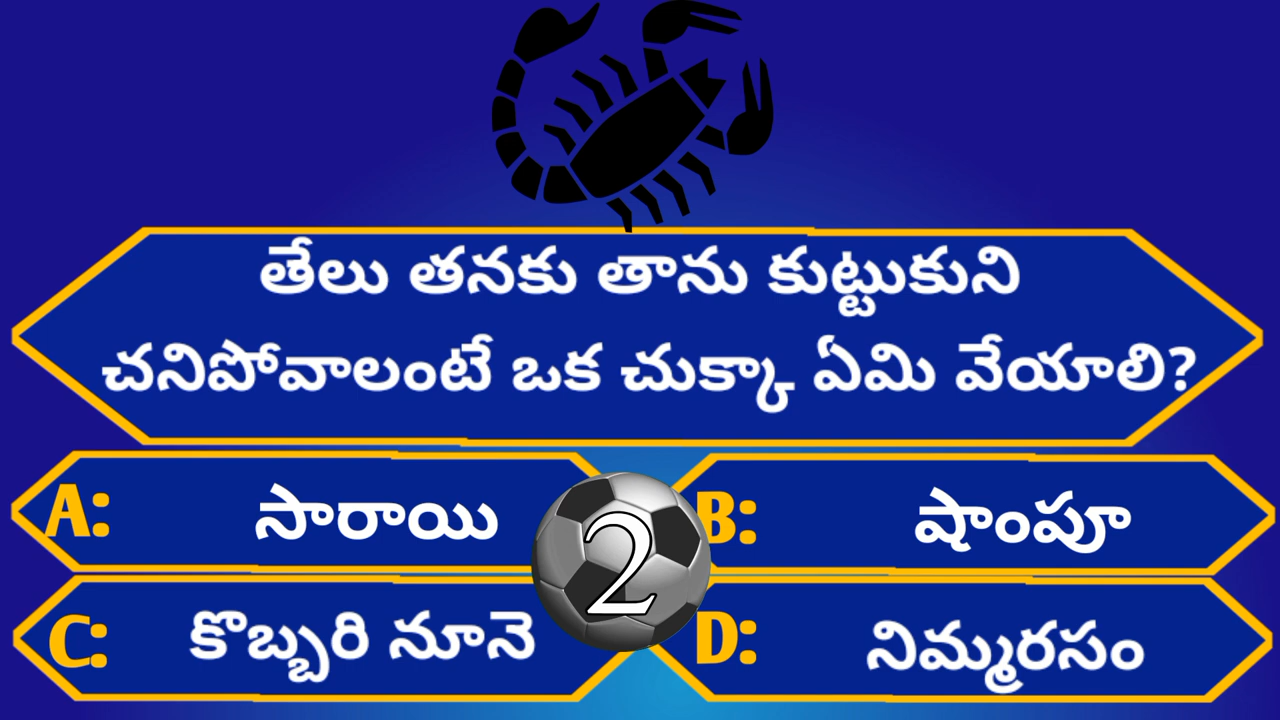 తేలు తనకు తాను కుట్టుకుని
చనిపోవాలంటే ఒక చుక్కా ఏమి వేయాలి?
A: సారాయి
B: షాంపూ
2
C: కొబ్బరి నూనె
D: నిమ్మరసం